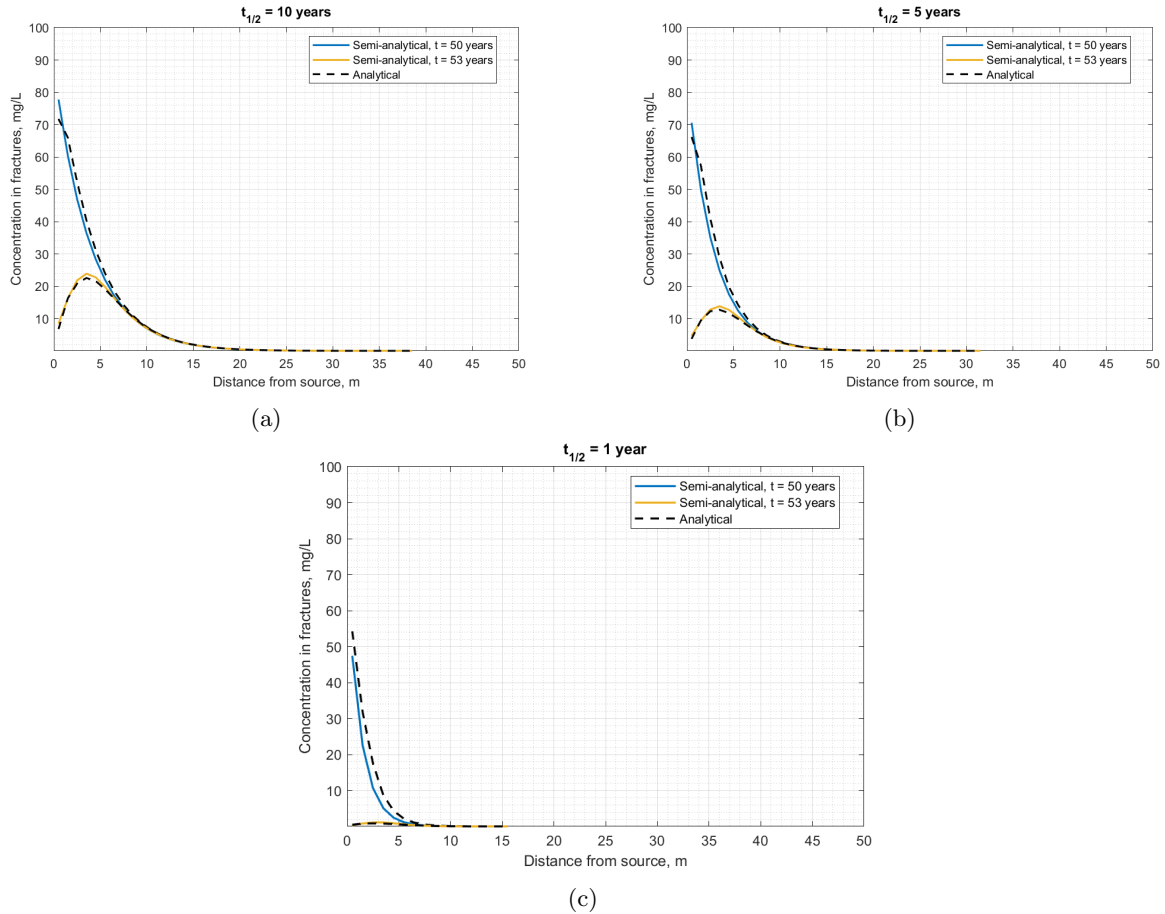 t1/2 = 10 years
Concentration in fractures, mg/L
100
90
80
70
60
50
40
30
20
10
Semi-analytical, t = 50 years
Semi-analytical, t = 53 years
Analytical
0 5 10 15 20 25 30 35 40 45 50
Distance from source, m
(a)
t1/2 = 5 years
Concentration in fractures, mg/L
100
90
80
70
60
50
40
30
20
10
Semi-analytical, t = 50 years
Semi-analytical, t = 53 years
Analytical
0 5 10 15 20 25 30 35 40 45 50
Distance from source, m
(b)
t1/2 = 1 year
Concentration in fractures, mg/L
100
90
80
70
60
50
40
30
20
10
Semi-analytical, t = 50 years
Semi-analytical, t = 53 years
Analytical
0 5 10 15 20 25 30 35 40 45 50
Distance from source, m
(c)